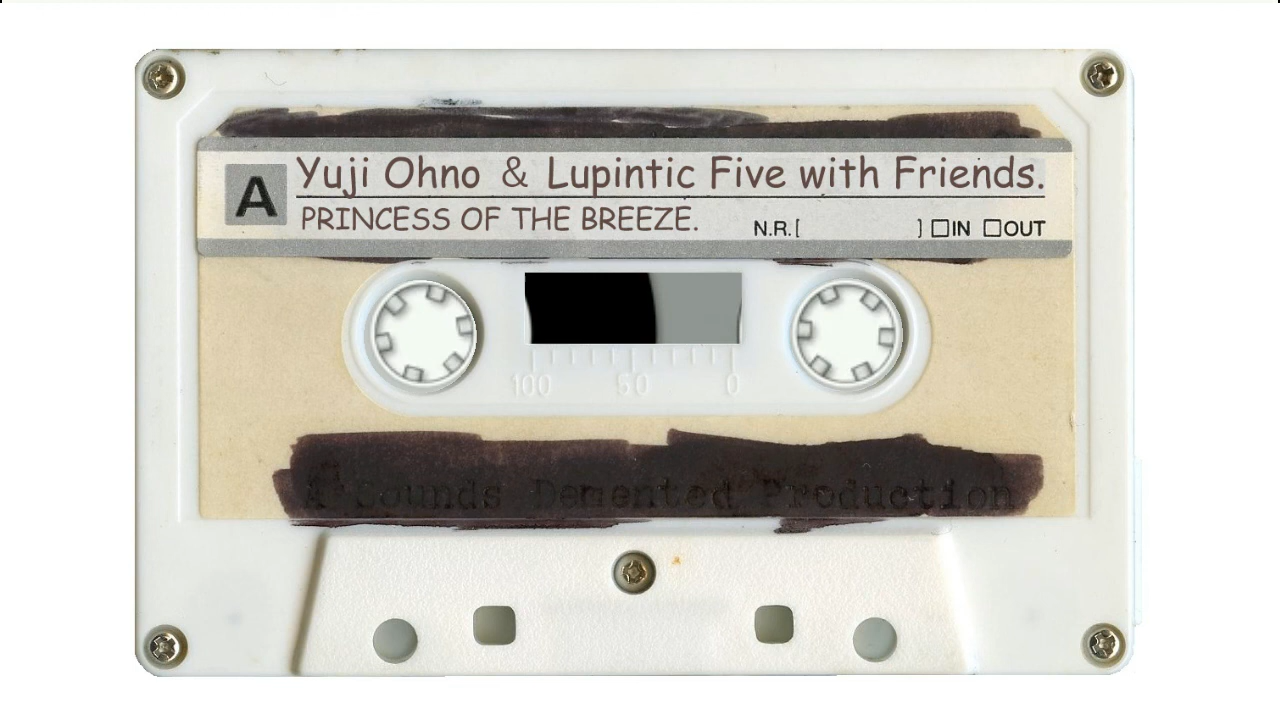 A
Yuji Ohno & Lupintic Five with Friends.
PRINCESS OF THE BREEZE.
N.R.[ ] □IN □OUT
100 50 0
A Sounds Demented Production